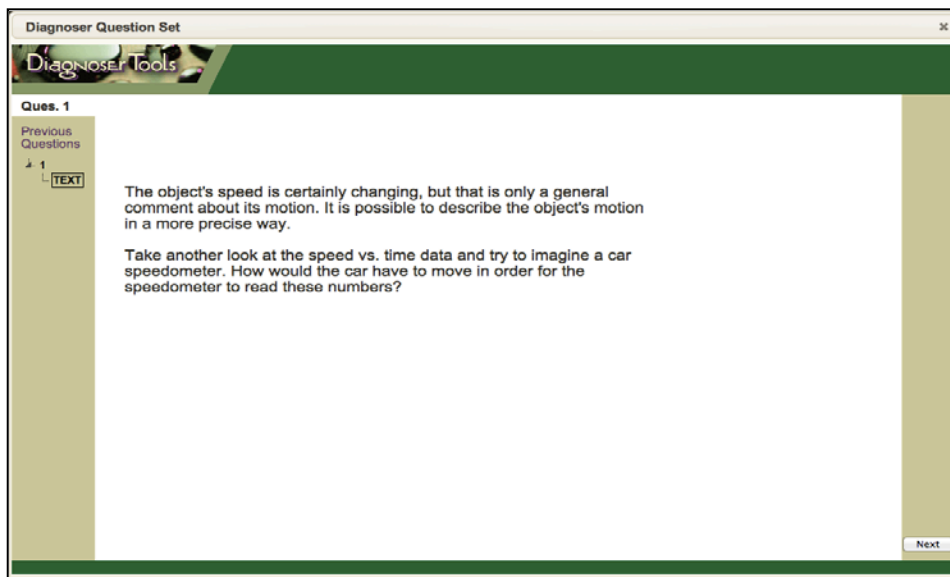 Diagnoser Question Set
x
Diagnoser Tools
Ques. 1
Previous
Questions
1
TEXT
The object's speed is certainly changing, but that is only a general
comment about its motion. It is possible to describe the object's motion
in a more precise way.
Take another look at the speed vs. time data and try to imagine a car
speedometer. How would the car have to move in order for the
speedometer to read these numbers?
Next